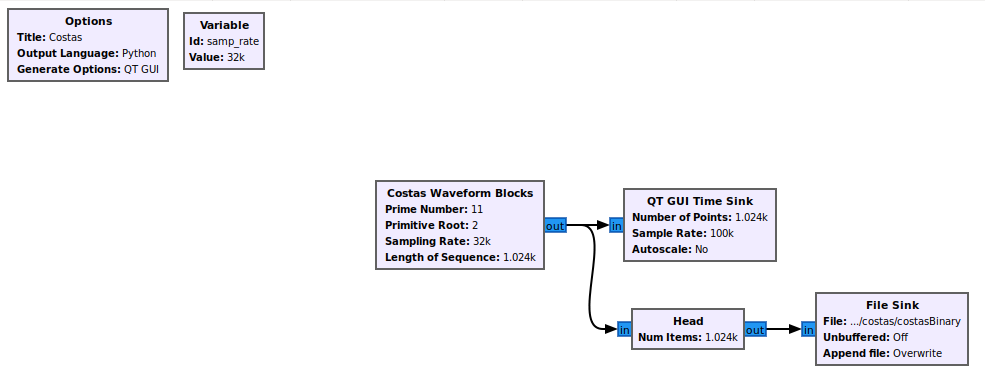 Options
Title: Costas
Output Language: Python
Generate Options: QT GUI
Variable
Id: samp_rate
Value: 32k
Costas Waveform Blocks
Prime Number: 11
Primitive Root: 2
Sampling Rate: 32k
Length of Sequence: 1.024k
out
in
QT GUI Time Sink
Number of Points: 1.024k
Sample Rate: 100k
Autoscale: No
in
Head
Num Items: 1.024k
out
in
File Sink
File: .../costas/costasBinary
Unbuffered: Off
Append file: Overwrite